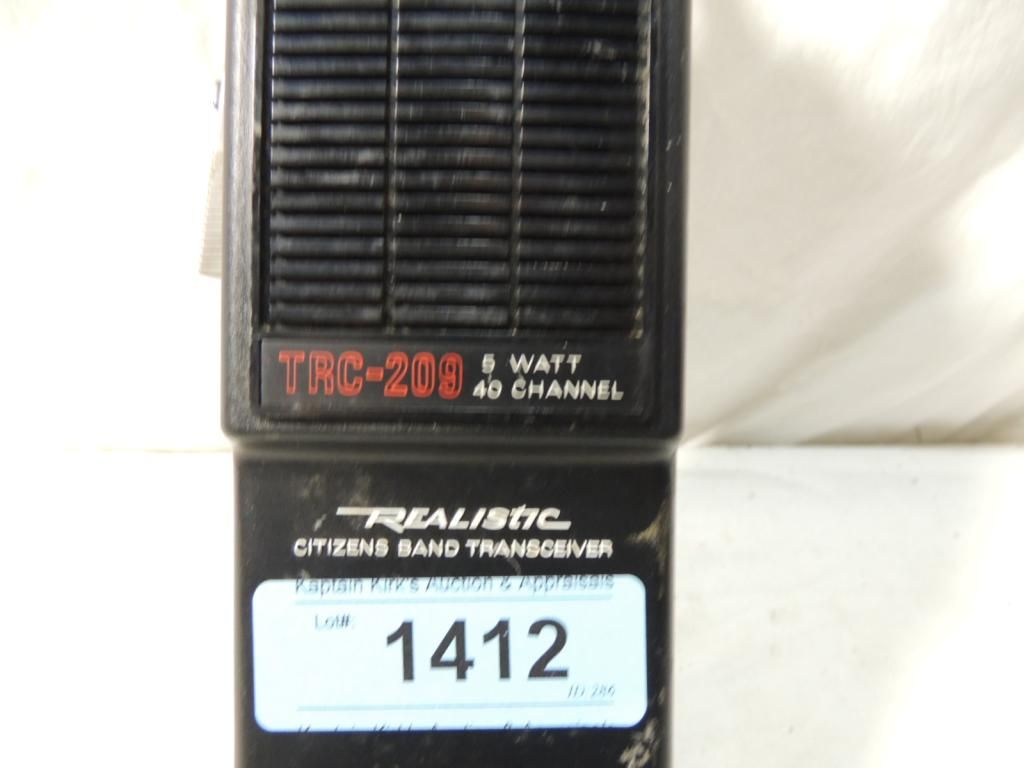 TRC-209
5 WATT
40 CHANNEL
REALISTIC
CITIZENS BAND TRANSCEIVER
Kaptain Kirk's Auction & Appraisals
Lot#:
1412